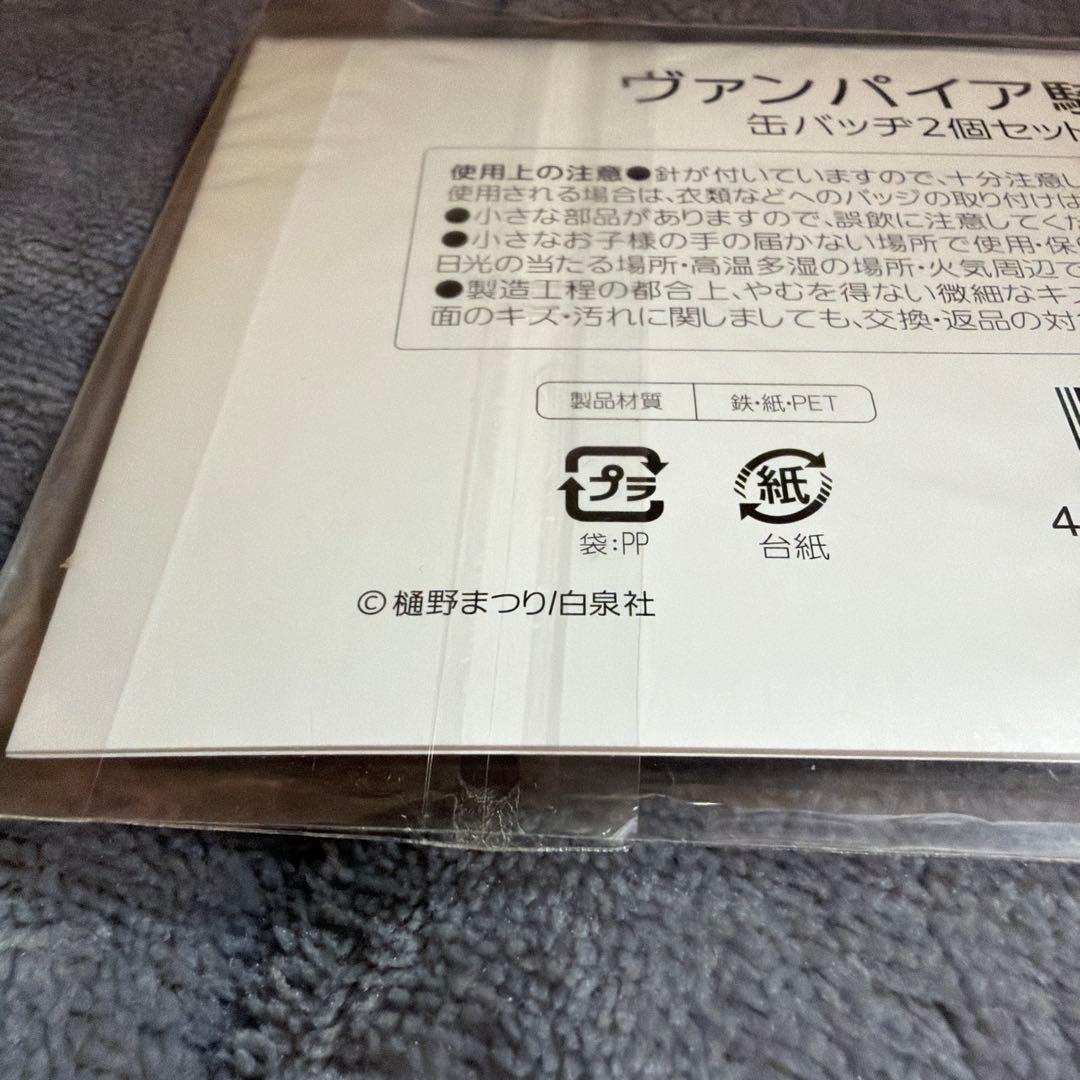 ヴァンパイア騎
缶バッヂ2個セット
使用上の注意●針が付いていますので、十分注意し
使用される場合は、衣類などへのバッジの取り付けは
●小さな部品がありますので、誤飲に注意してくだ
●小さなお子様の手の届かない場所で使用・保
日光の当たる場所・高温多湿の場所・火気周辺で
●製造工程の都合上、やむを得ない微細なキズ
面のキズ・汚れに関しましても、交換・返品の対
製品材質 鉄・紙・PET
プラ 紙
袋:PP 台紙
4
©樋野まつり/白泉社